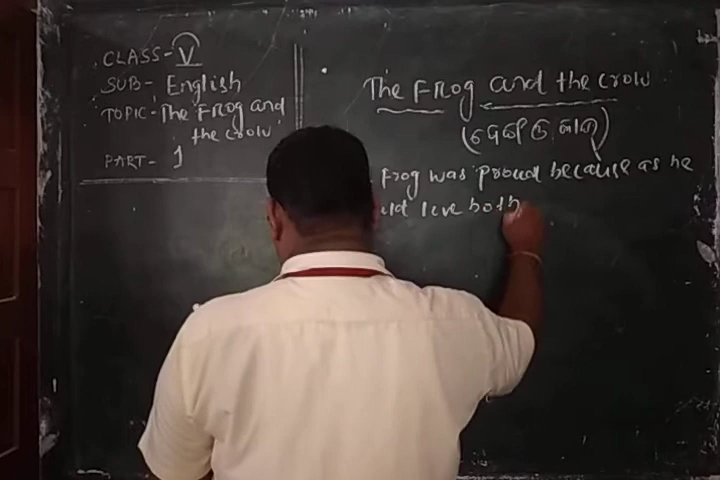 CLASS- V
SUB- English
TOPIC- The Frog and
the crow
PART- 1
The Frog and the crow
(ବେଙ୍ଗ ଓ କାଉ)
Frog was proud because as he
live both